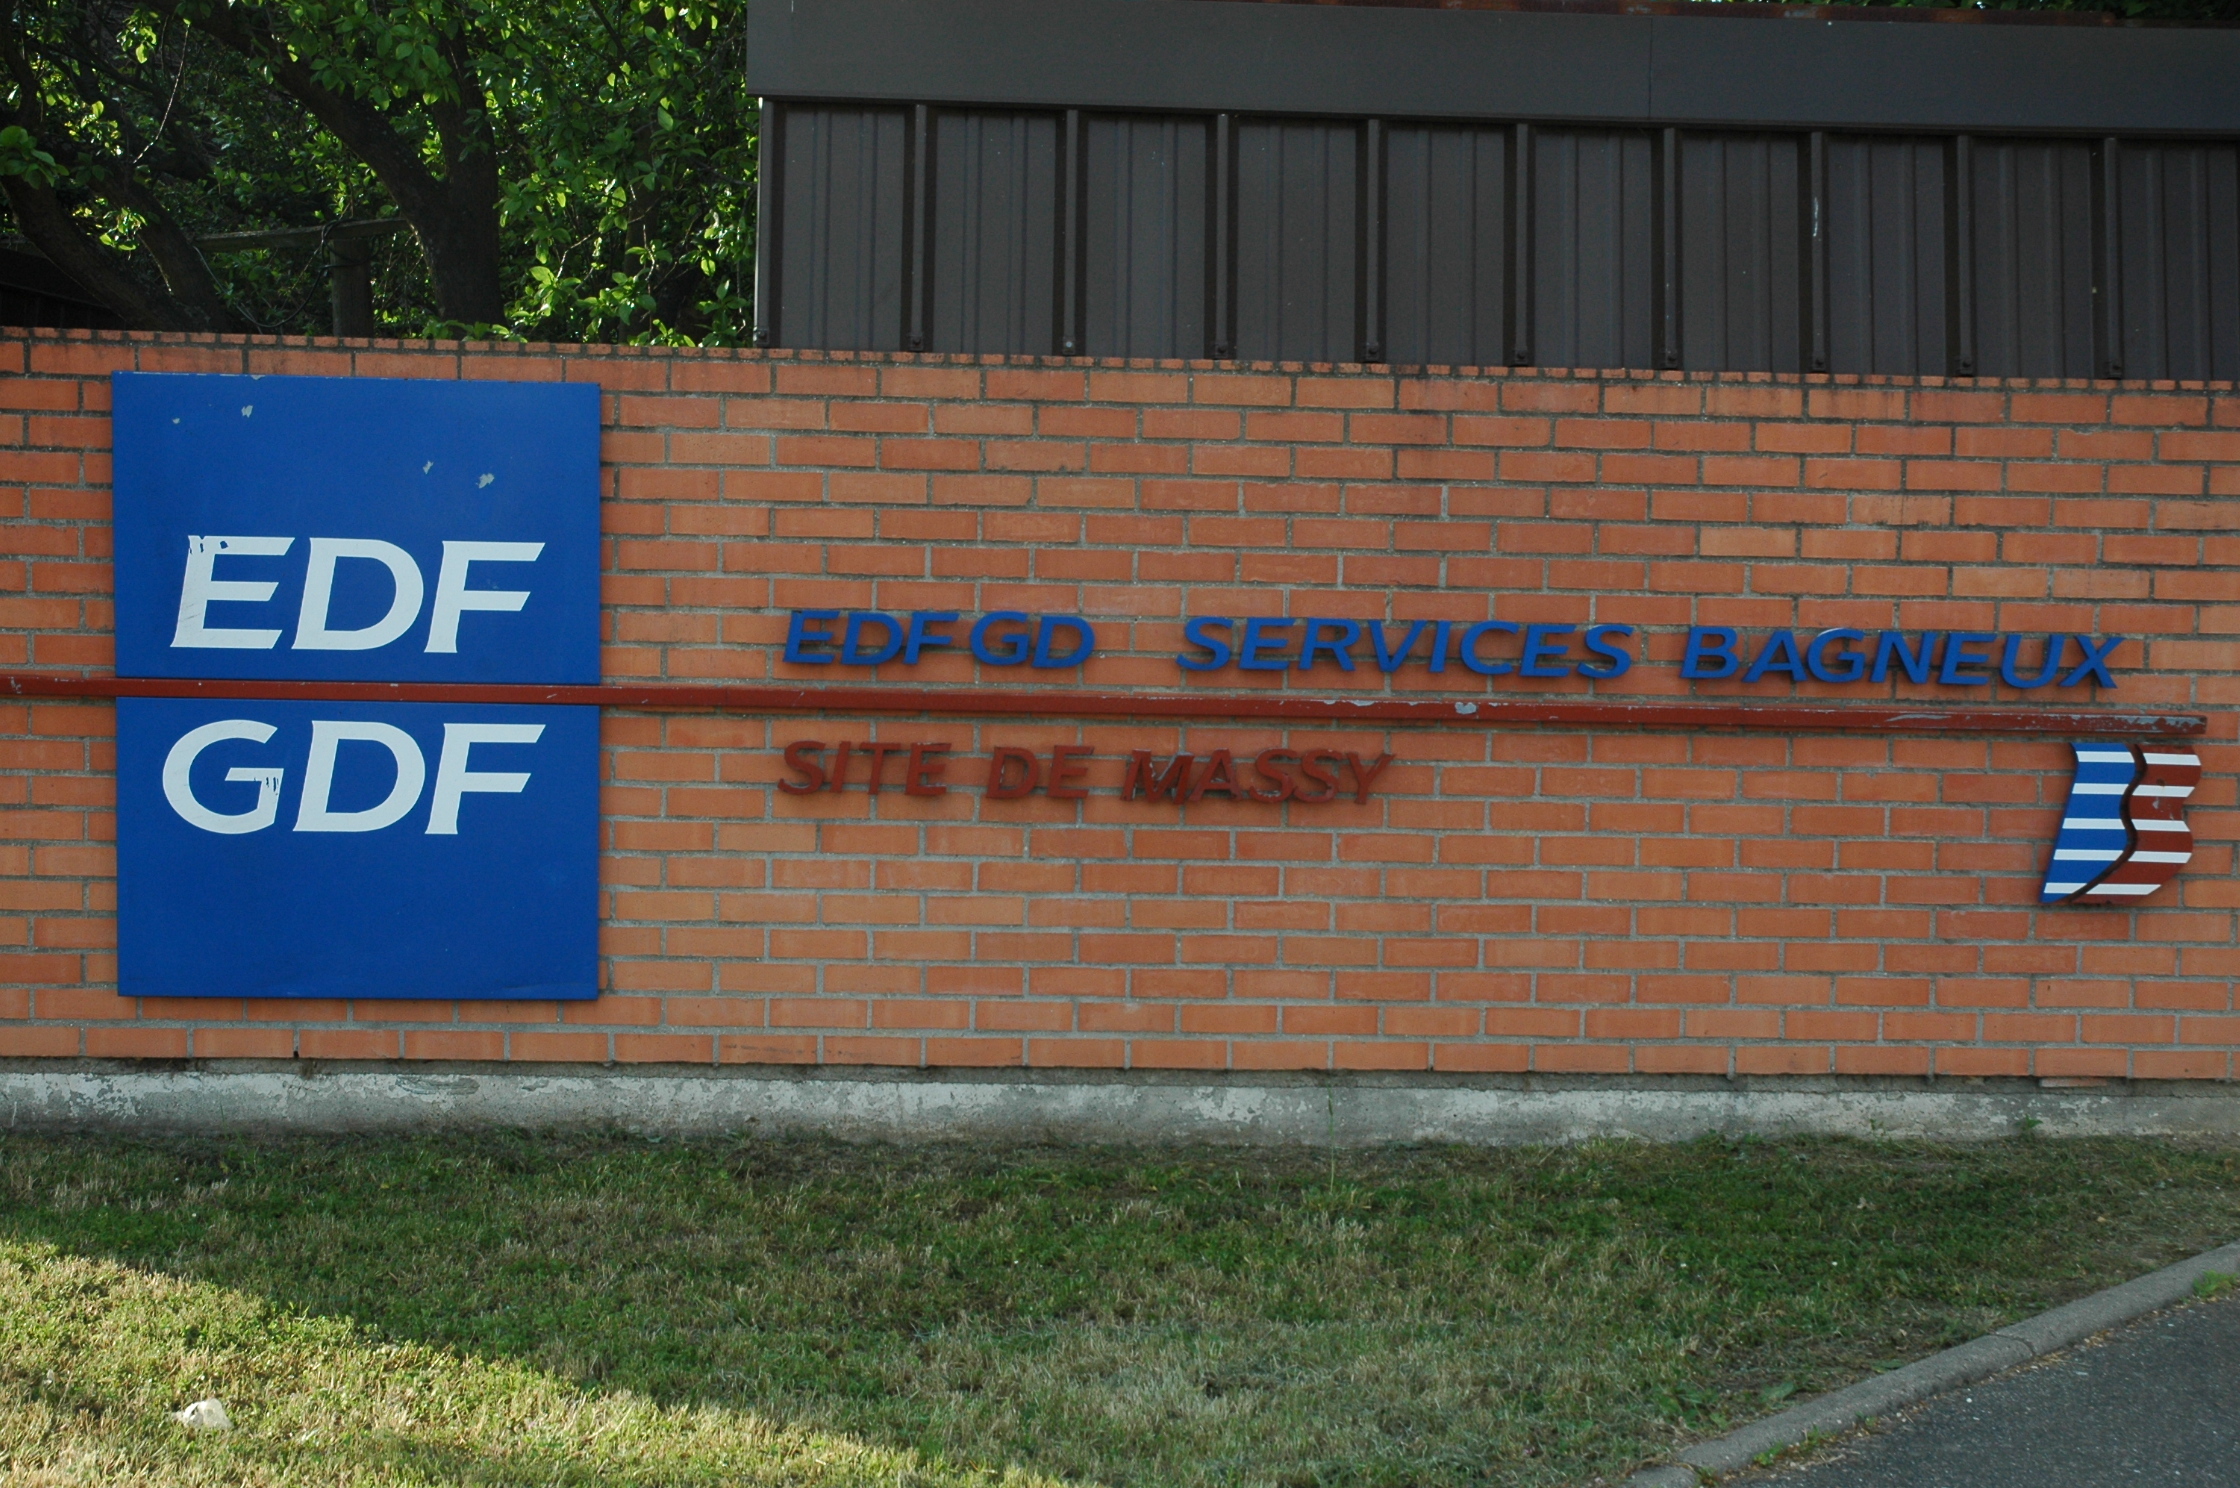 EDF
GDF
EDF GD SERVICES BAGNEUX
SITE DE MASSY